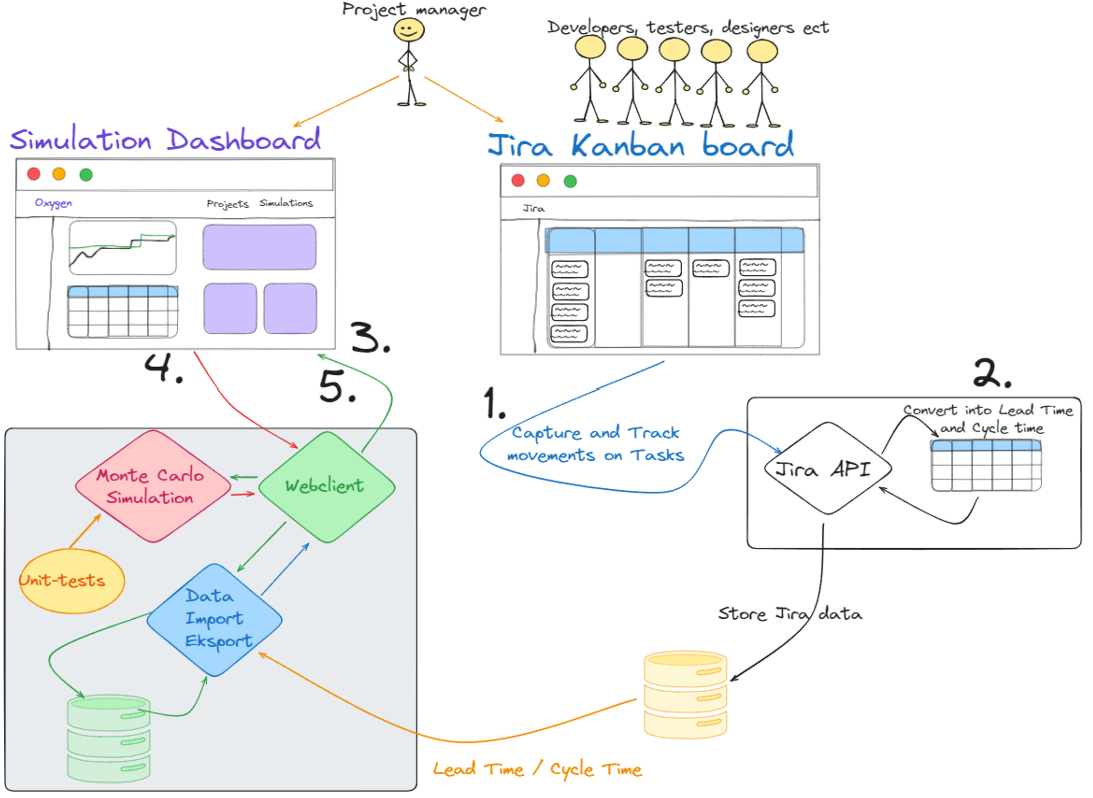 Project manager
Developers, testers, designers ect
Simulation Dashboard
Jira Kanban board
Oxygen
Projects Simulations
Jira
3.
4.
5.
1.
2.
Capture and Track
movements on Tasks
Convert into Lead Time
and Cycle time
Jira API
Monte Carlo
Simulation
Webclient
Unit-tests
Data
Import
Eksport
Store Jira data
Lead Time / Cycle Time